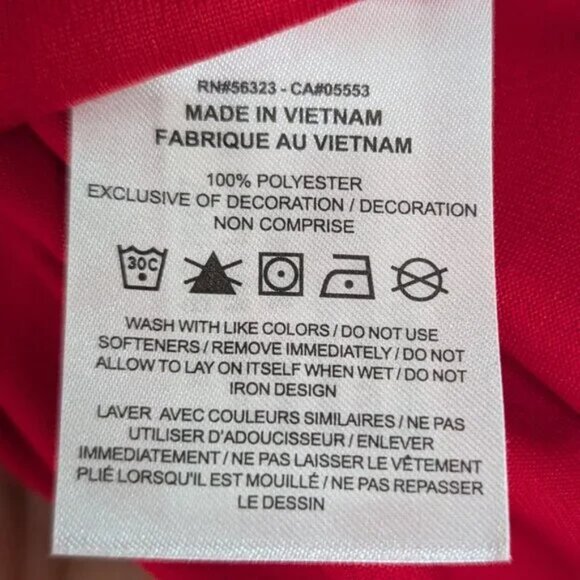 RN#56323 - CA#05553
MADE IN VIETNAM
FABRIQUE AU VIETNAM
100% POLYESTER
EXCLUSIVE OF DECORATION / DECORATION
NON COMPRISE
30C
WASH WITH LIKE COLORS / DO NOT USE
SOFTENERS / REMOVE IMMEDIATELY / DO NOT
ALLOW TO LAY ON ITSELF WHEN WET / DO NOT
IRON DESIGN
LAVER AVEC COULEURS SIMILAIRES / NE PAS
UTILISER D'ADOUCISSEUR / ENLEVER
IMMEDIATEMENT / NE PAS LAISSER LE VÊTEMENT
PLIÉ LORSQU'IL EST MOUILLÉ / NE PAS REPASSER
LE DESSIN